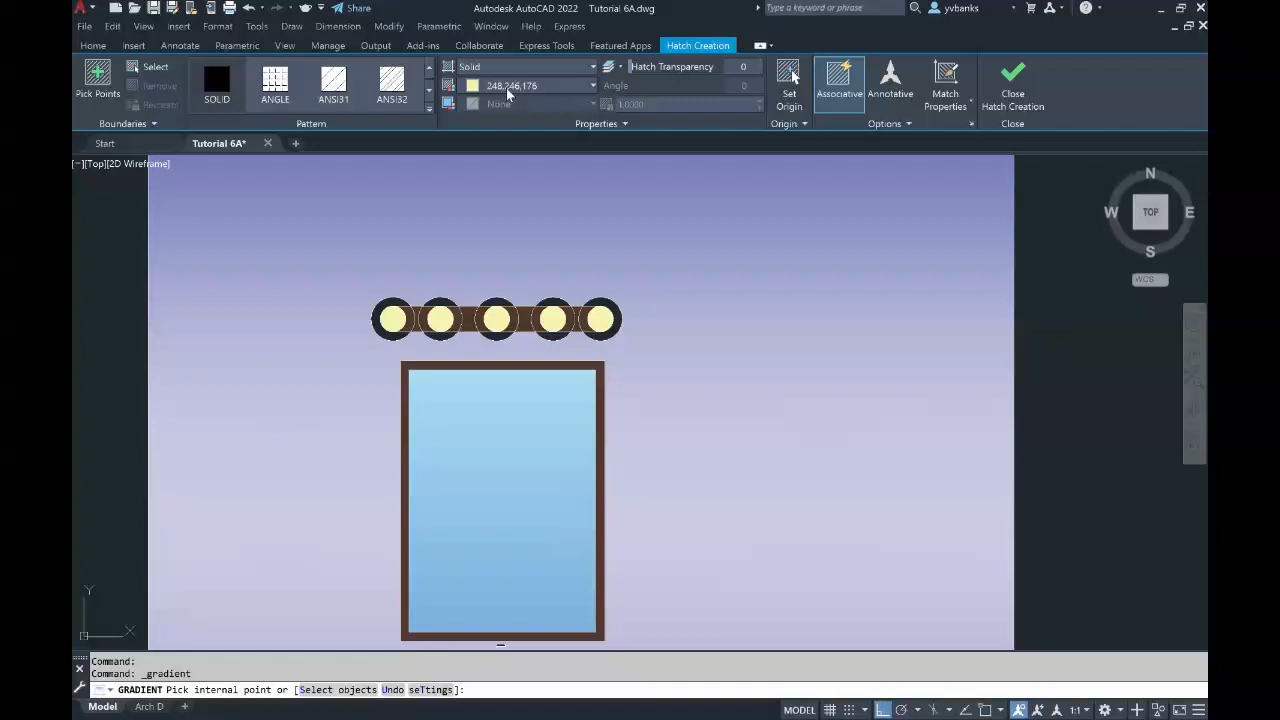 Share
Autodesk AutoCAD 2022 Tutorial 6A.dwg
Type a keyword or phrase
yvbanks
File Edit View Insert Format Tools Draw Dimension Modify Parametric Window Help Express
Home Insert Annotate Parametric View Manage Output Add-ins Collaborate Express Tools Featured Apps Hatch Creation
Select Solid Hatch Transparency 0
Remove 248,246,176 Angle 0
Pick Points SOLID ANGLE ANSI31 ANSI32 Set Origin Associative Annotative Match Properties Close Hatch Creation
Recreate None 1.0000
Boundaries Pattern Properties Origin Options Close
Start Tutorial 6A*
[−][Top][2D Wireframe]
N
W TOP E
S
WCS
Y
X
Command:
Command: _gradient
GRADIENT Pick internal point or [Select objects Undo seTtings]:
Model Arch D MODEL 1:1